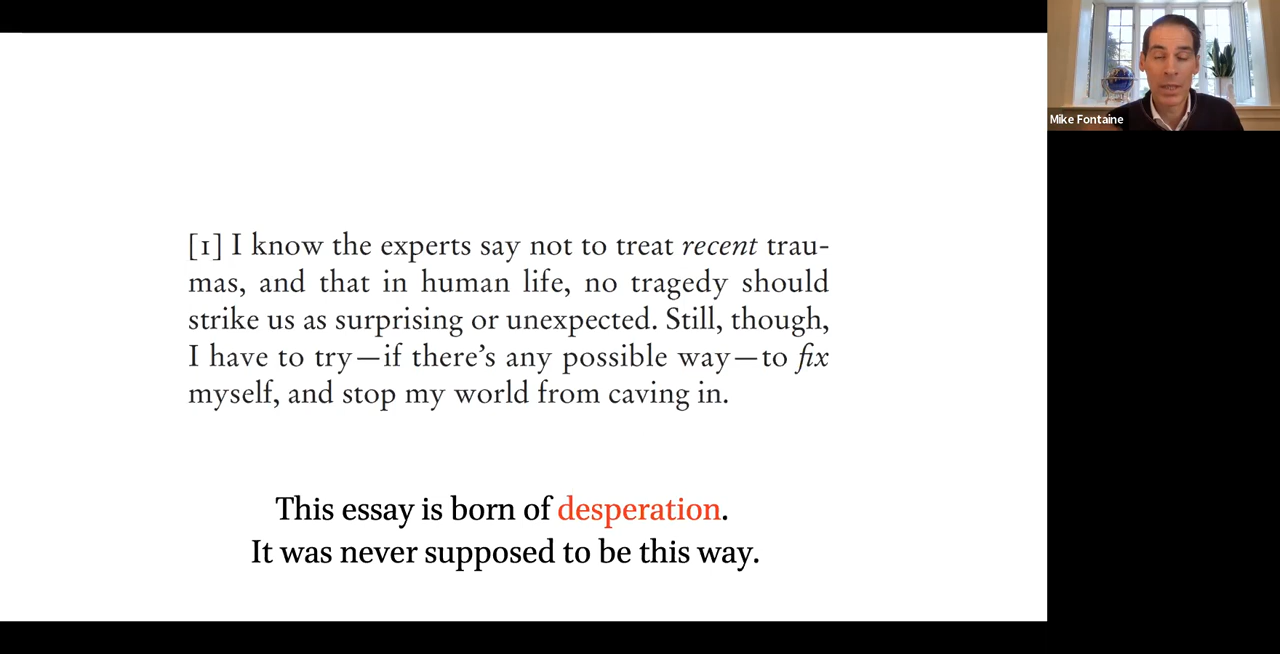 [1] I know the experts say not to treat recent trau-
mas, and that in human life, no tragedy should
strike us as surprising or unexpected. Still, though,
I have to try—if there’s any possible way—to fix
myself, and stop my world from caving in.
This essay is born of desperation.
It was never supposed to be this way.
Mike Fontaine